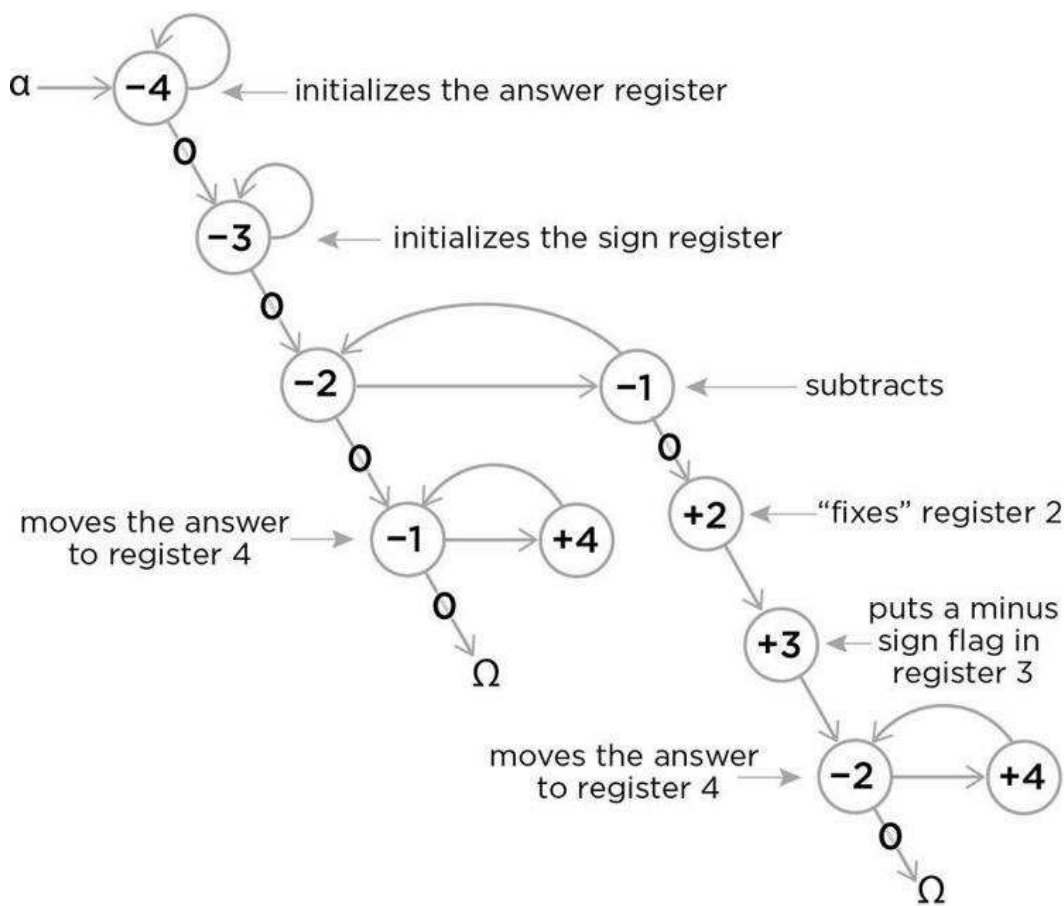 α
−4
initializes the answer register
0
−3
initializes the sign register
0
−2
−1
subtracts
0
0
+2
“fixes” register 2
moves the answer
to register 4
−1
+4
0
Ω
+3
puts a minus
sign flag in
register 3
moves the answer
to register 4
−2
+4
0
Ω